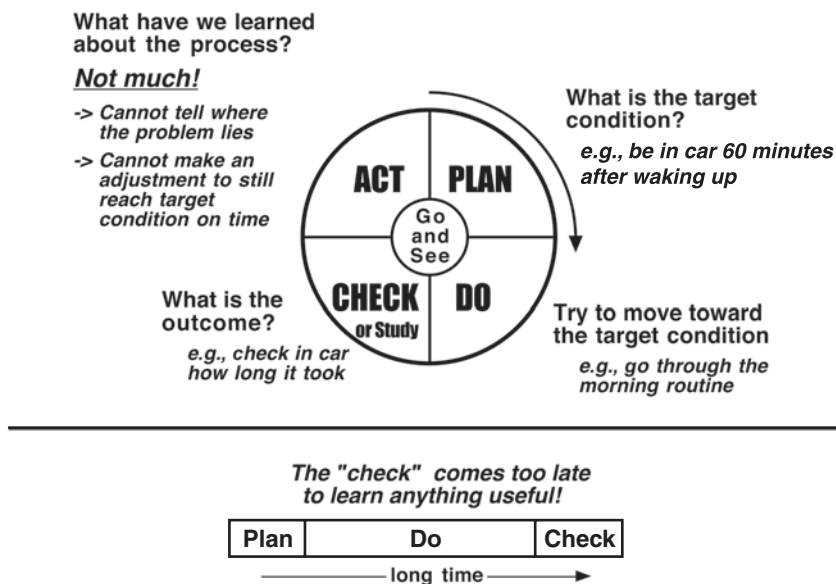 What have we learned
about the process?
Not much!
-> Cannot tell where
the problem lies
-> Cannot make an
adjustment to still
reach target
condition on time
What is the target
condition?
e.g., be in car 60 minutes
after waking up
ACT
PLAN
Go
and
See
CHECK
or Study
DO
What is the
outcome?
e.g., check in car
how long it took
Try to move toward
the target condition
e.g., go through the
morning routine
The "check" comes too late
to learn anything useful!
Plan
Do
Check
long time